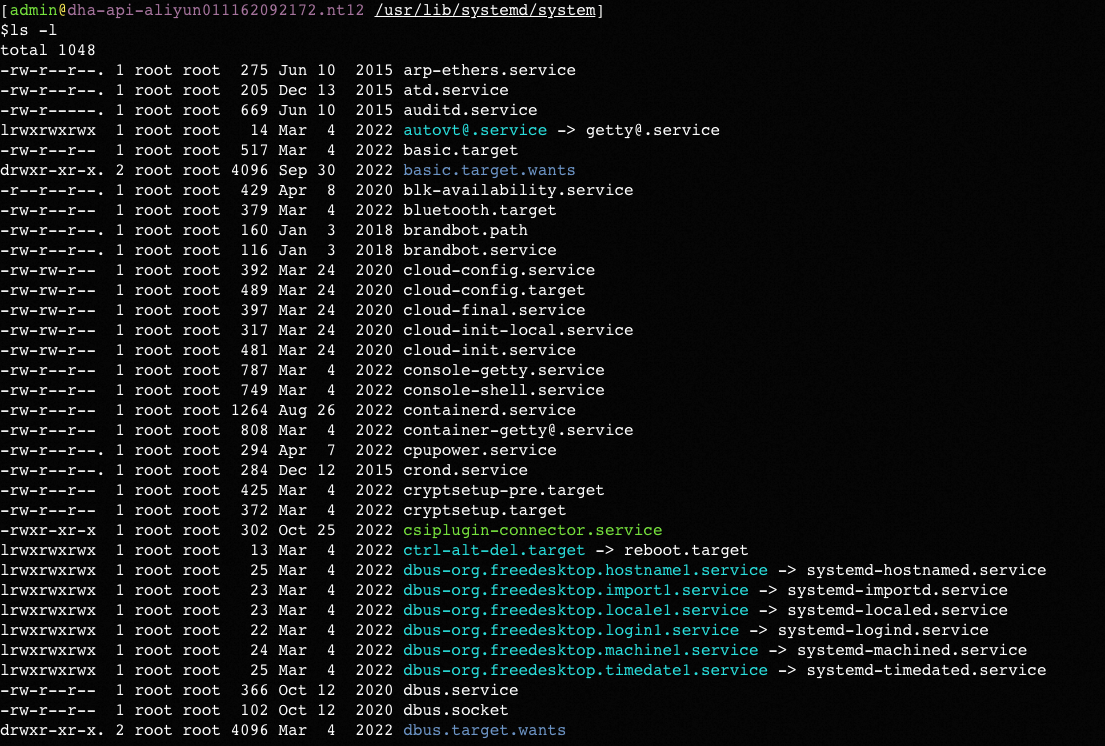 [admin@dha-api-aliyun011162092172.nt12 /usr/lib/systemd/system]
$ls -l
total 1048
-rw-r--r--. 1 root root  275 Jun 10  2015 arp-ethers.service
-rw-r--r--. 1 root root  205 Dec 13  2015 atd.service
-rw-r-----. 1 root root  669 Jun 10  2015 auditd.service
lrwxrwxrwx  1 root root   14 Mar  4  2022 autovt@.service -> getty@.service
-rw-r--r--  1 root root  517 Mar  4  2022 basic.target
drwxr-xr-x. 2 root root 4096 Sep 30  2022 basic.target.wants
-r--r--r--. 1 root root  429 Apr  8  2020 blk-availability.service
-rw-r--r--  1 root root  379 Mar  4  2022 bluetooth.target
-rw-r--r--. 1 root root  160 Jan  3  2018 brandbot.path
-rw-r--r--. 1 root root  116 Jan  3  2018 brandbot.service
-rw-rw-r--  1 root root  392 Mar 24  2020 cloud-config.service
-rw-rw-r--  1 root root  489 Mar 24  2020 cloud-config.target
-rw-rw-r--  1 root root  397 Mar 24  2020 cloud-final.service
-rw-rw-r--  1 root root  317 Mar 24  2020 cloud-init-local.service
-rw-rw-r--  1 root root  481 Mar 24  2020 cloud-init.service
-rw-r--r--  1 root root  787 Mar  4  2022 console-getty.service
-rw-r--r--  1 root root  749 Mar  4  2022 console-shell.service
-rw-r--r--  1 root root 1264 Aug 26  2022 containerd.service
-rw-r--r--  1 root root  808 Mar  4  2022 container-getty@.service
-rw-r--r--. 1 root root  294 Apr  7  2022 cpupower.service
-rw-r--r--. 1 root root  284 Dec 12  2015 crond.service
-rw-r--r--  1 root root  425 Mar  4  2022 cryptsetup-pre.target
-rw-r--r--  1 root root  372 Mar  4  2022 cryptsetup.target
-rwxr-xr-x  1 root root  302 Oct 25  2022 csiplugin-connector.service
lrwxrwxrwx  1 root root   13 Mar  4  2022 ctrl-alt-del.target -> reboot.target
lrwxrwxrwx  1 root root   25 Mar  4  2022 dbus-org.freedesktop.hostname1.service -> systemd-hostnamed.service
lrwxrwxrwx  1 root root   23 Mar  4  2022 dbus-org.freedesktop.import1.service -> systemd-importd.service
lrwxrwxrwx  1 root root   23 Mar  4  2022 dbus-org.freedesktop.locale1.service -> systemd-localed.service
lrwxrwxrwx  1 root root   22 Mar  4  2022 dbus-org.freedesktop.login1.service -> systemd-logind.service
lrwxrwxrwx  1 root root   24 Mar  4  2022 dbus-org.freedesktop.machine1.service -> systemd-machined.service
lrwxrwxrwx  1 root root   25 Mar  4  2022 dbus-org.freedesktop.timedate1.service -> systemd-timedated.service
-rw-r--r--  1 root root  366 Oct 12  2020 dbus.service
-rw-r--r--  1 root root  102 Oct 12  2020 dbus.socket
drwxr-xr-x. 2 root root 4096 Mar  4  2022 dbus.target.wants